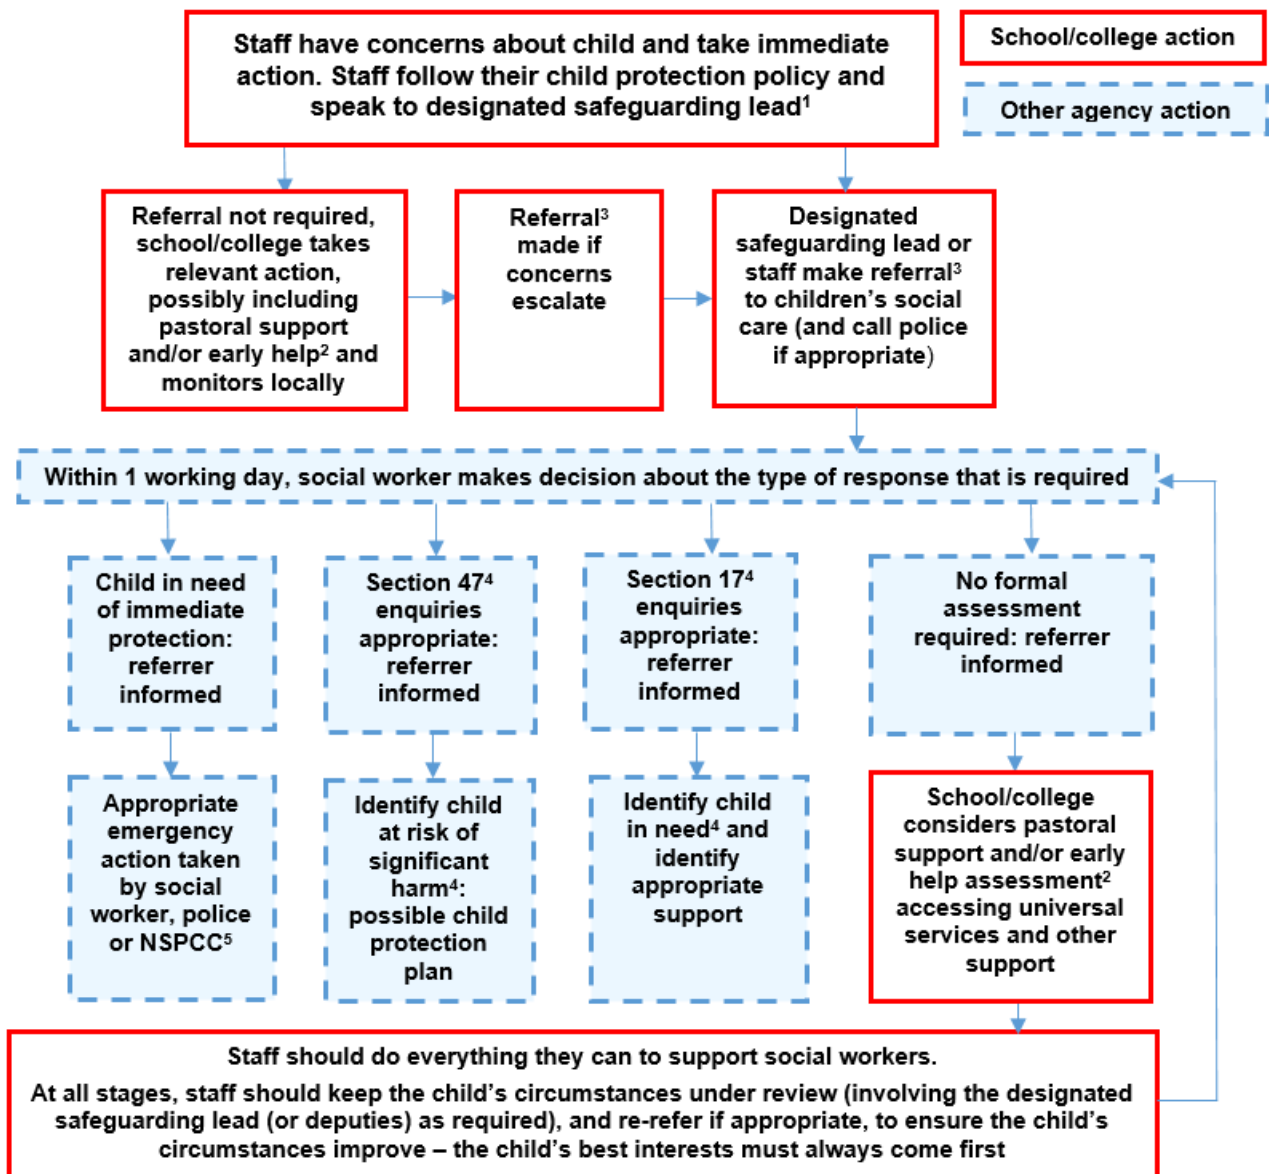 Staff have concerns about child and take immediate
action. Staff follow their child protection policy and
speak to designated safeguarding lead¹
School/college action
Other agency action
Referral not required,
school/college takes
relevant action,
possibly including
pastoral support
and/or early help² and
monitors locally
Referral³
made if
concerns
escalate
Designated
safeguarding lead or
staff make referral³
to children’s social
care (and call police
if appropriate)
Within 1 working day, social worker makes decision about the type of response that is required
Child in need
of immediate
protection:
referrer
informed
Section 47⁴
enquiries
appropriate:
referrer
informed
Section 17⁴
enquiries
appropriate:
referrer
informed
No formal
assessment
required: referrer
informed
Appropriate
emergency
action taken
by social
worker, police
or NSPCC⁵
Identify child
at risk of
significant
harm⁴:
possible child
protection
plan
Identify child
in need⁴ and
identify
appropriate
support
School/college
considers pastoral
support and/or early
help assessment²
accessing universal
services and other
support
Staff should do everything they can to support social workers.
At all stages, staff should keep the child’s circumstances under review (involving the designated
safeguarding lead (or deputies) as required), and re-refer if appropriate, to ensure the child’s
circumstances improve – the child’s best interests must always come first